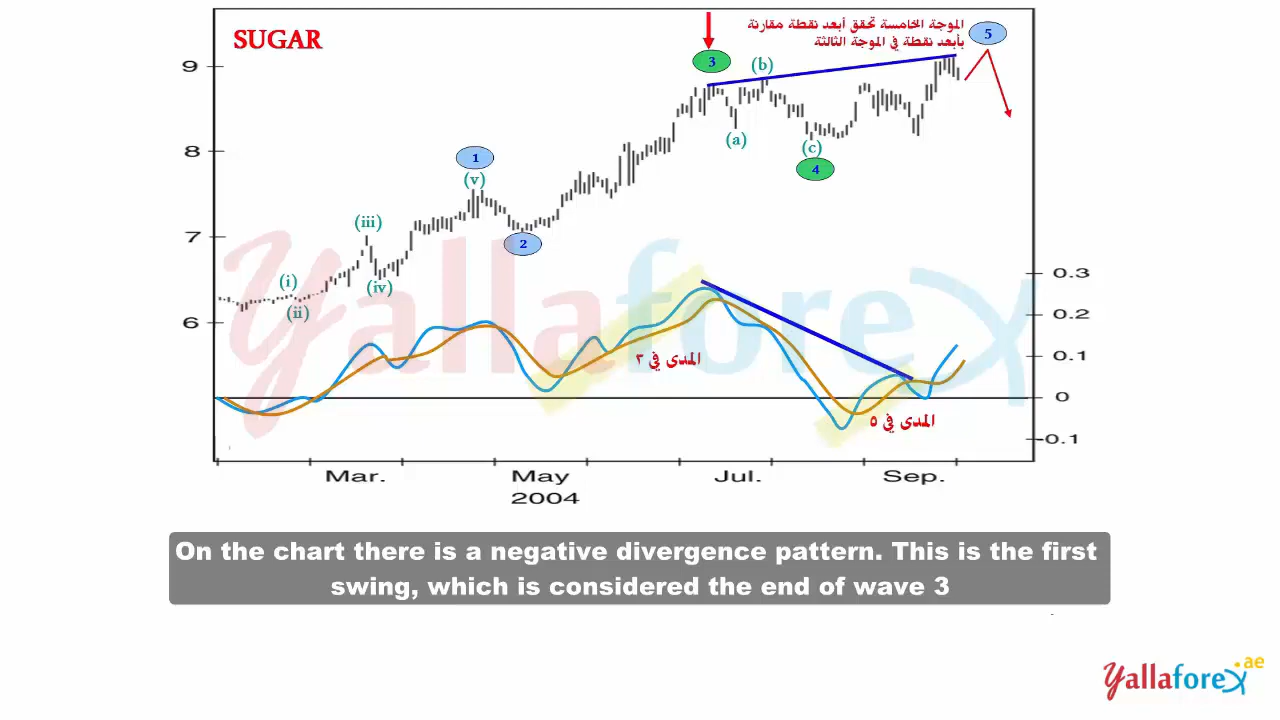 SUGAR
الموجة الخامسة تحقق أبعد نقطة مقارنة
بأبعد نقطة في الموجة الثالثة
5
3
(b)
9
(a)
8
(c)
4
1
(v)
(iii)
7
2
(i)
(iv)
(ii)
6
0.3
0.2
0.1
0
-0.1
المدى في ٣
المدى في ٥
Yallaforex
Mar.
May
Jul.
Sep.
2004
On the chart there is a negative divergence pattern. This is the first
swing, which is considered the end of wave 3
Yallaforex.ae